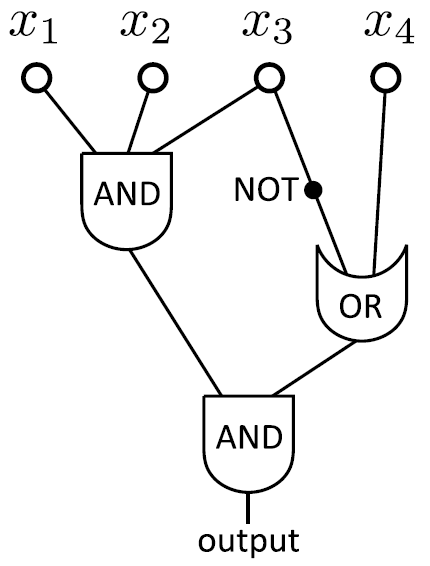 x₁ x₂ x₃ x₄
AND
NOT
OR
AND
output